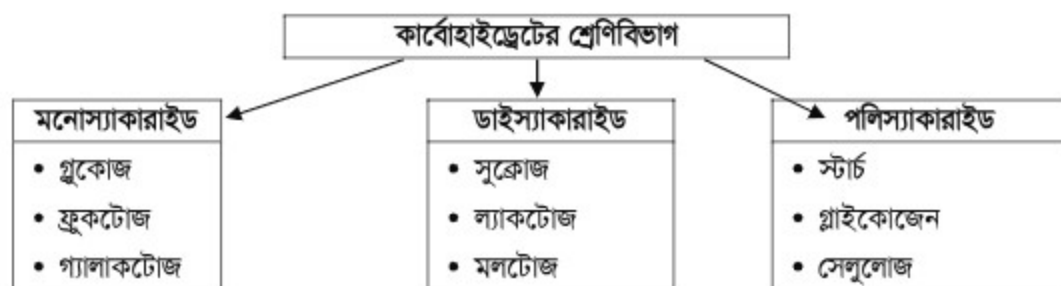 কার্বোহাইড্রেটের শ্রেণিবিভাগ
মনোস্যাকারাইড
• গ্লুকোজ
• ফ্রুকটোজ
• গ্যালাকটোজ
ডাইস্যাকারাইড
• সুক্রোজ
• ল্যাকটোজ
• মলটোজ
পলিস্যাকারাইড
• স্টার্চ
• গ্লাইকোজেন
• সেলুলোজ